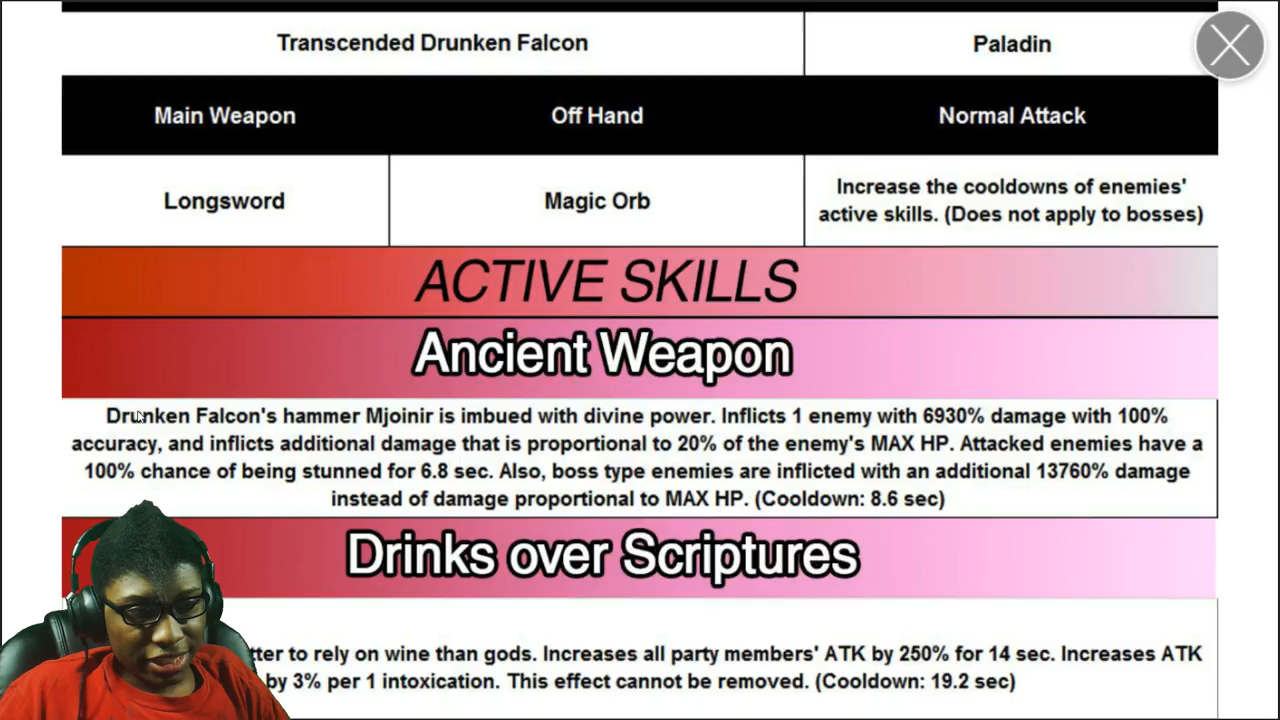 Transcended Drunken Falcon
Paladin
Main Weapon
Off Hand
Normal Attack
Longsword
Magic Orb
Increase the cooldowns of enemies'
active skills. (Does not apply to bosses)
ACTIVE SKILLS
Ancient Weapon
Drunken Falcon's hammer Mjoinir is imbued with divine power. Inflicts 1 enemy with 6930% damage with 100%
accuracy, and inflicts additional damage that is proportional to 20% of the enemy's MAX HP. Attacked enemies have a
100% chance of being stunned for 6.8 sec. Also, boss type enemies are inflicted with an additional 13760% damage
instead of damage proportional to MAX HP. (Cooldown: 8.6 sec)
Drinks over Scriptures
to rely on wine than gods. Increases all party members' ATK by 250% for 14 sec. Increases ATK
by 3% per 1 intoxication. This effect cannot be removed. (Cooldown: 19.2 sec)